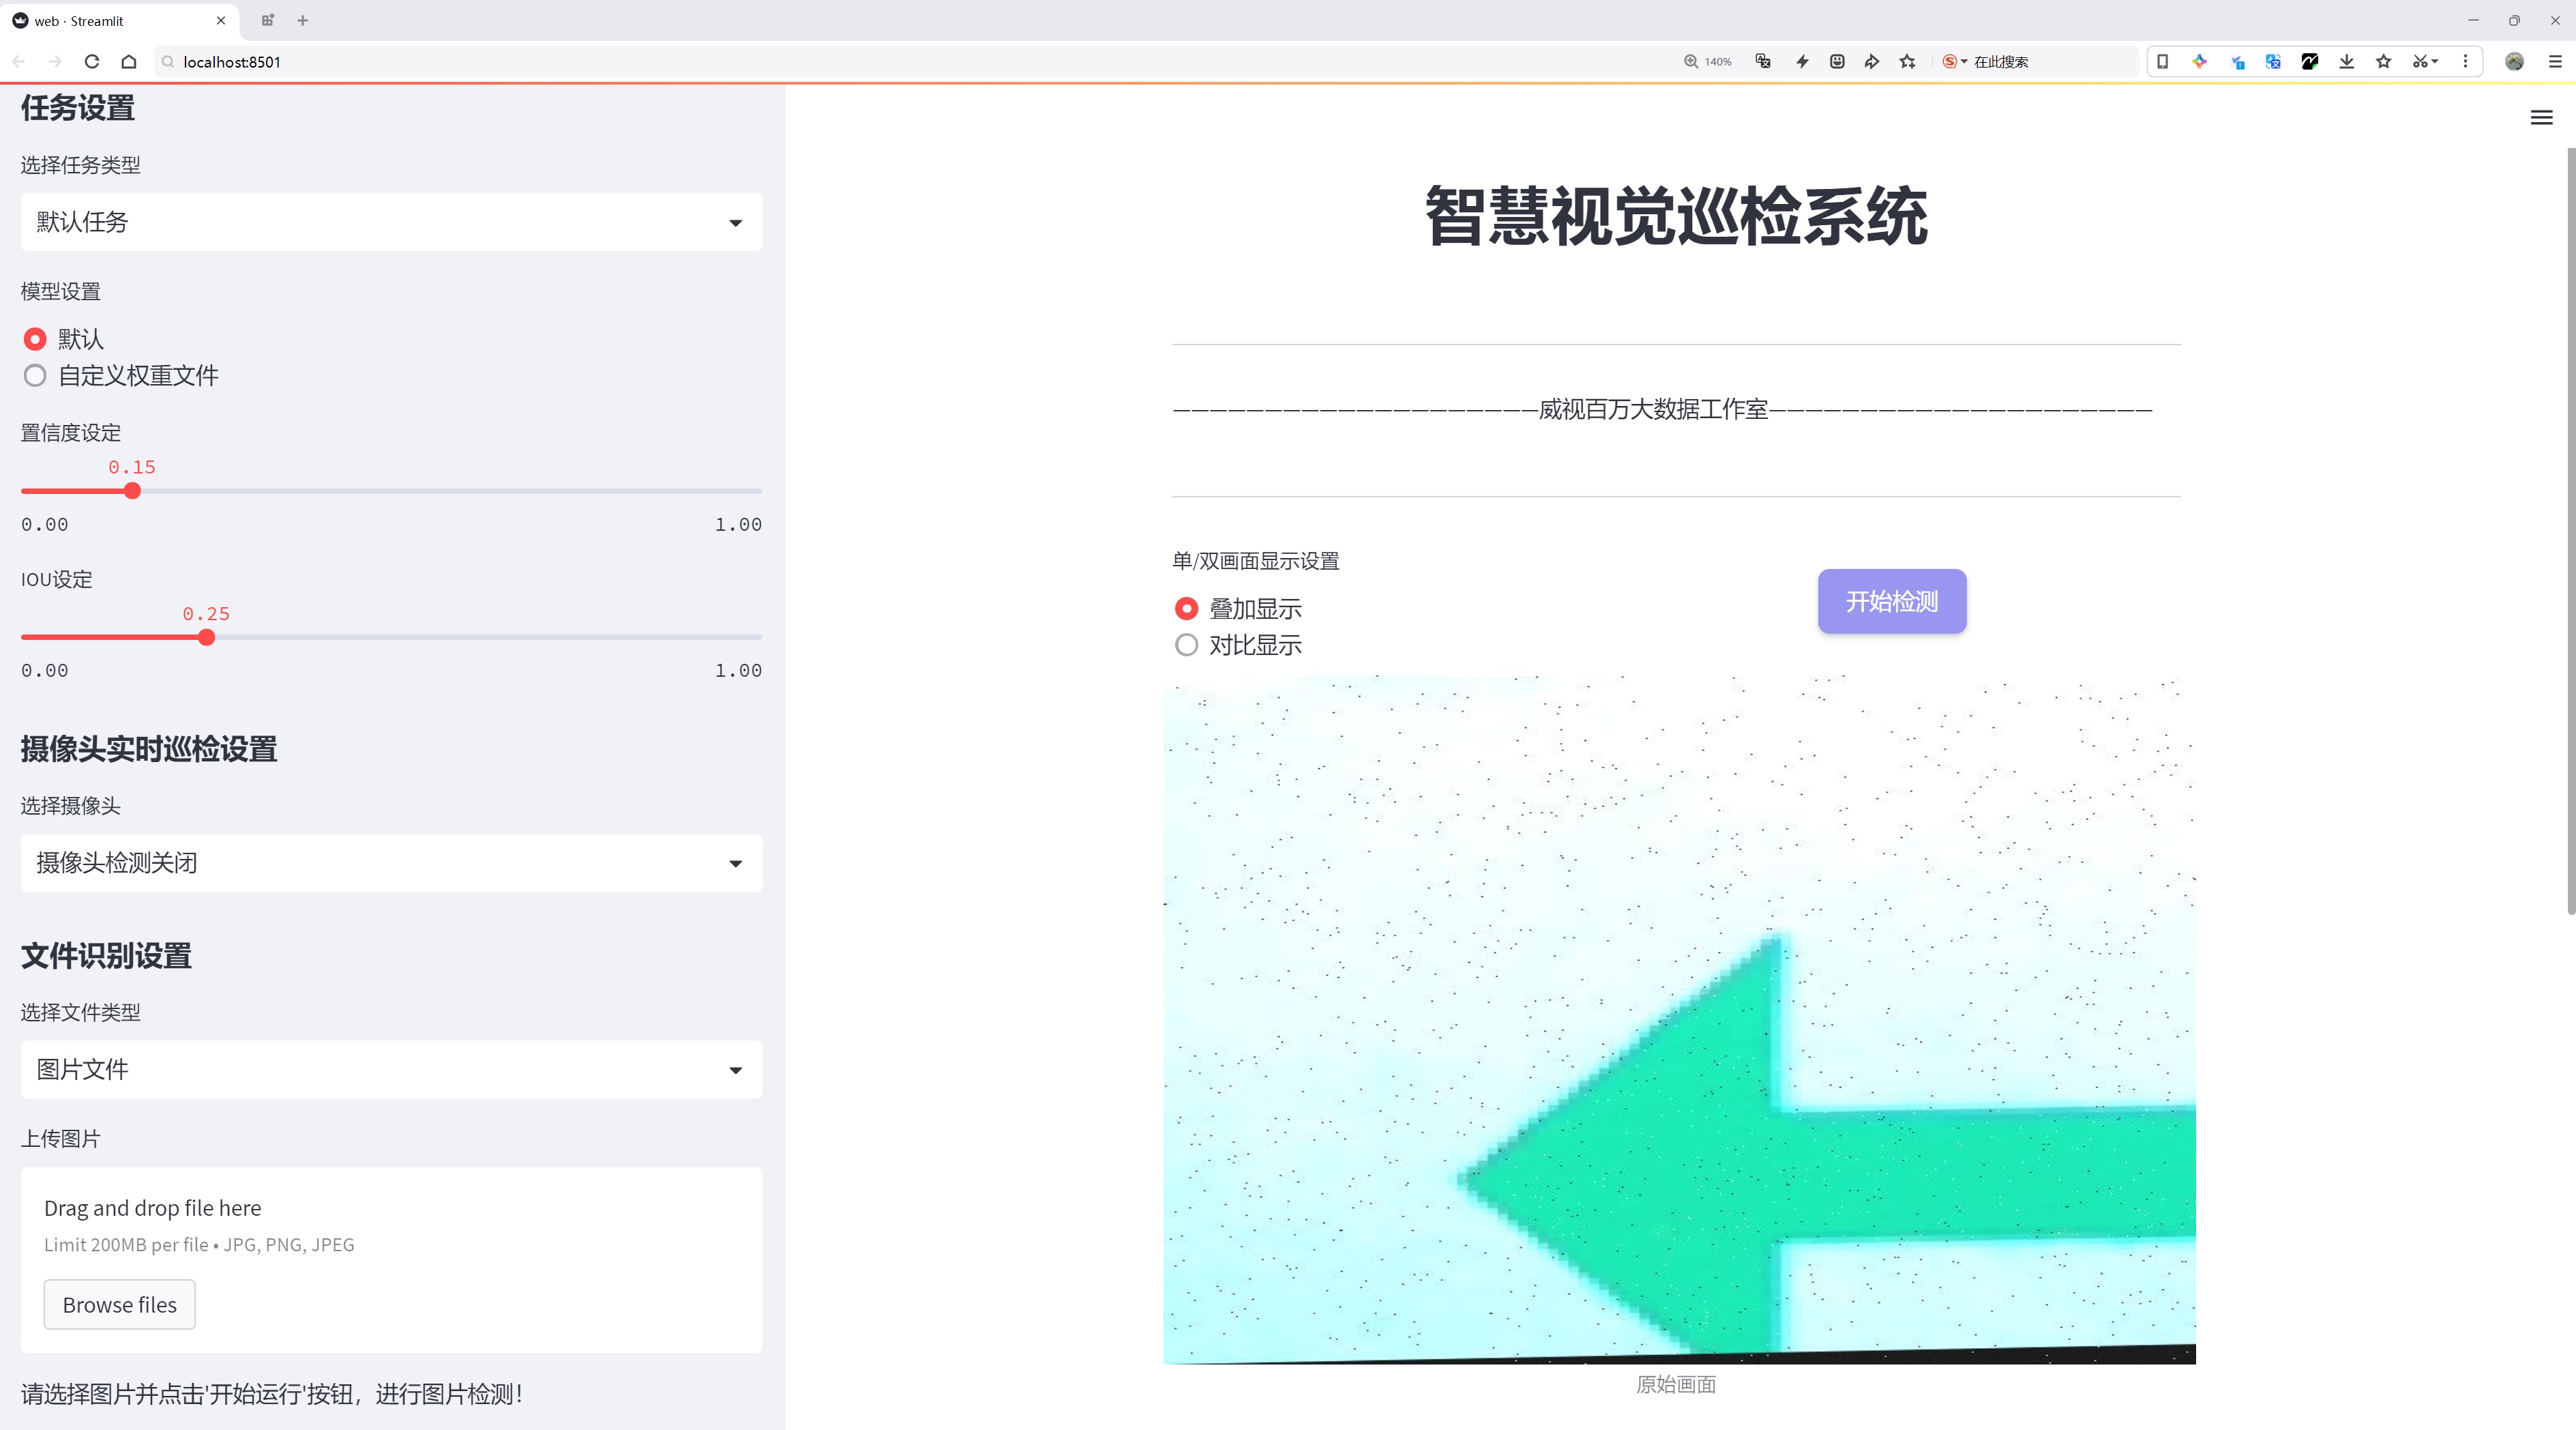 web · Streamlit
localhost:8501
140%
在此搜索
任务设置
选择任务类型
默认任务
模型设置
默认
自定义权重文件
置信度设定
0.15
0.00 1.00
IOU设定
0.25
0.00 1.00
摄像头实时巡检设置
选择摄像头
摄像头检测关闭
文件识别设置
选择文件类型
图片文件
上传图片
Drag and drop file here
Limit 200MB per file • JPG, PNG, JPEG
Browse files
请选择图片并点击'开始运行'按钮，进行图片检测！
智慧视觉巡检系统
————————————————————威视百万大数据工作室—————————————————————
单/双画面显示设置
叠加显示
对比显示
开始检测
原始画面